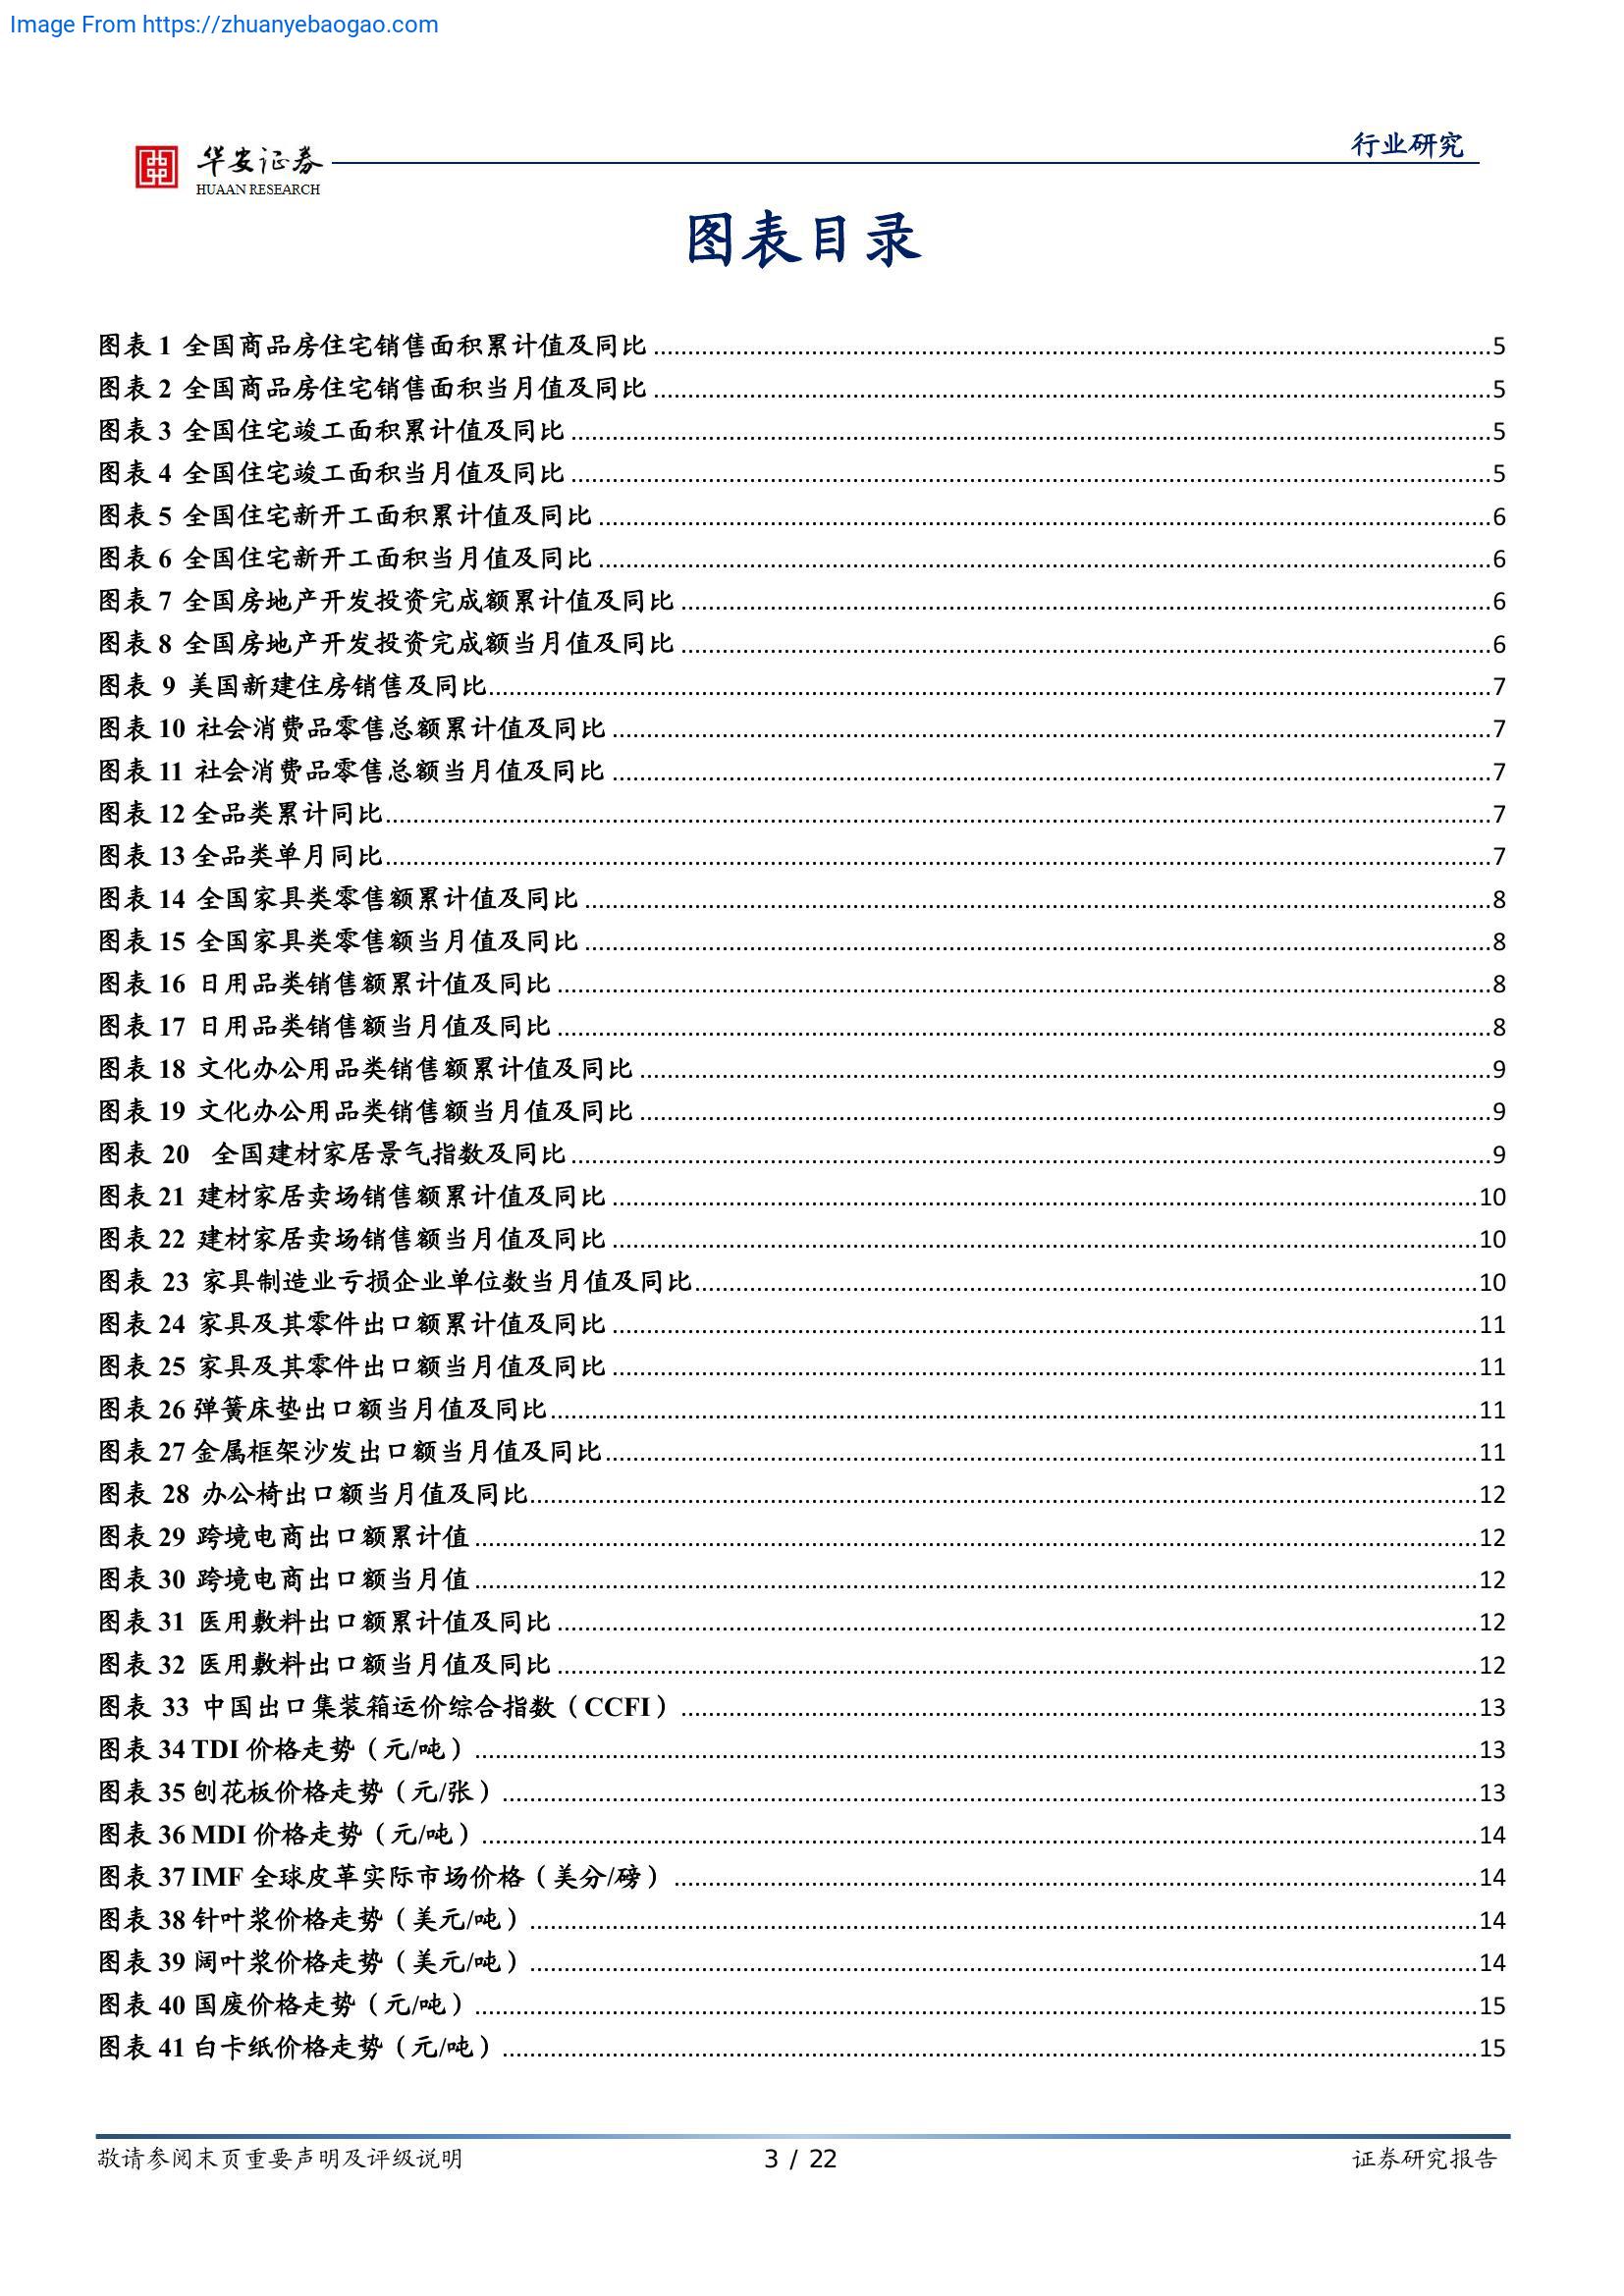 Image From https://zhuanyebaogao.com
华安证券
HUAAN RESEARCH
行业研究
图表目录
图表 1 全国商品房住宅销售面积累计值及同比 5
图表 2 全国商品房住宅销售面积当月值及同比 5
图表 3 全国住宅竣工面积累计值及同比 5
图表 4 全国住宅竣工面积当月值及同比 5
图表 5 全国住宅新开工面积累计值及同比 6
图表 6 全国住宅新开工面积当月值及同比 6
图表 7 全国房地产开发投资完成额累计值及同比 6
图表 8 全国房地产开发投资完成额当月值及同比 6
图表 9 美国新建住房销售及同比 7
图表 10 社会消费品零售总额累计值及同比 7
图表 11 社会消费品零售总额当月值及同比 7
图表 12 全品类累计同比 7
图表 13 全品类单月同比 7
图表 14 全国家具类零售额累计值及同比 8
图表 15 全国家具类零售额当月值及同比 8
图表 16 日用品类销售额累计值及同比 8
图表 17 日用品类销售额当月值及同比 8
图表 18 文化办公用品类销售额累计值及同比 9
图表 19 文化办公用品类销售额当月值及同比 9
图表 20 全国建材家居景气指数及同比 9
图表 21 建材家居卖场销售额累计值及同比 10
图表 22 建材家居卖场销售额当月值及同比 10
图表 23 家具制造业亏损企业单位数当月值及同比 10
图表 24 家具及其零件出口额累计值及同比 11
图表 25 家具及其零件出口额当月值及同比 11
图表 26 弹簧床垫出口额当月值及同比 11
图表 27 金属框架沙发出口额当月值及同比 11
图表 28 办公椅出口额当月值及同比 12
图表 29 跨境电商出口额累计值 12
图表 30 跨境电商出口额当月值 12
图表 31 医用敷料出口额累计值及同比 12
图表 32 医用敷料出口额当月值及同比 12
图表 33 中国出口集装箱运价综合指数（CCFI） 13
图表 34 TDI 价格走势（元/吨） 13
图表 35 刨花板价格走势（元/张） 13
图表 36 MDI 价格走势（元/吨） 14
图表 37 IMF 全球皮革实际市场价格（美分/磅） 14
图表 38 针叶浆价格走势（美元/吨） 14
图表 39 阔叶浆价格走势（美元/吨） 14
图表 40 国废价格走势（元/吨） 15
图表 41 白卡纸价格走势（元/吨） 15
敬请参阅末页重要声明及评级说明 3 / 22 证券研究报告